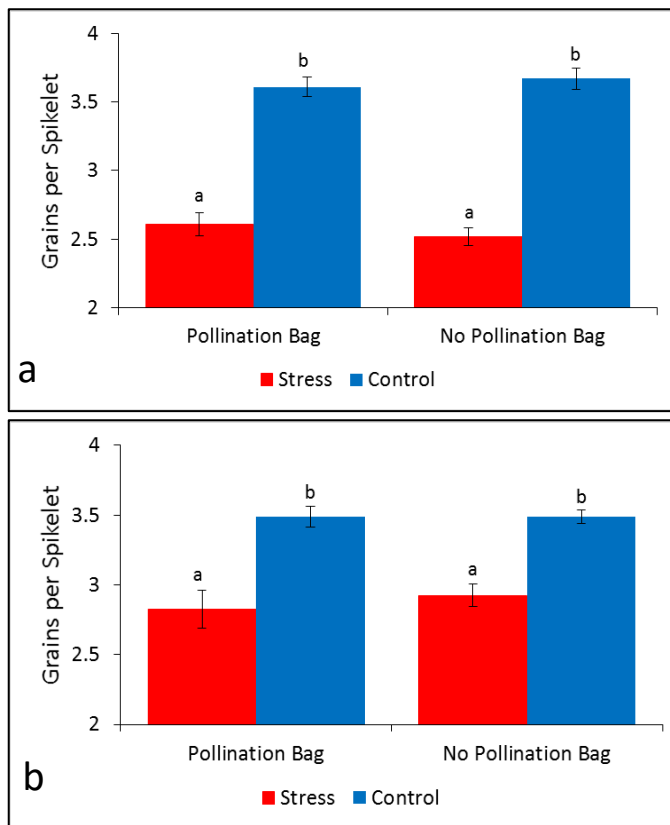 4
b
b
3.5
Grains per Spikelet
3
a
a
2.5
2
Pollination Bag
No Pollination Bag
a
Stress
Control
4
b
b
3.5
Grains per Spikelet
a
a
3
2.5
2
Pollination Bag
No Pollination Bag
b
Stress
Control